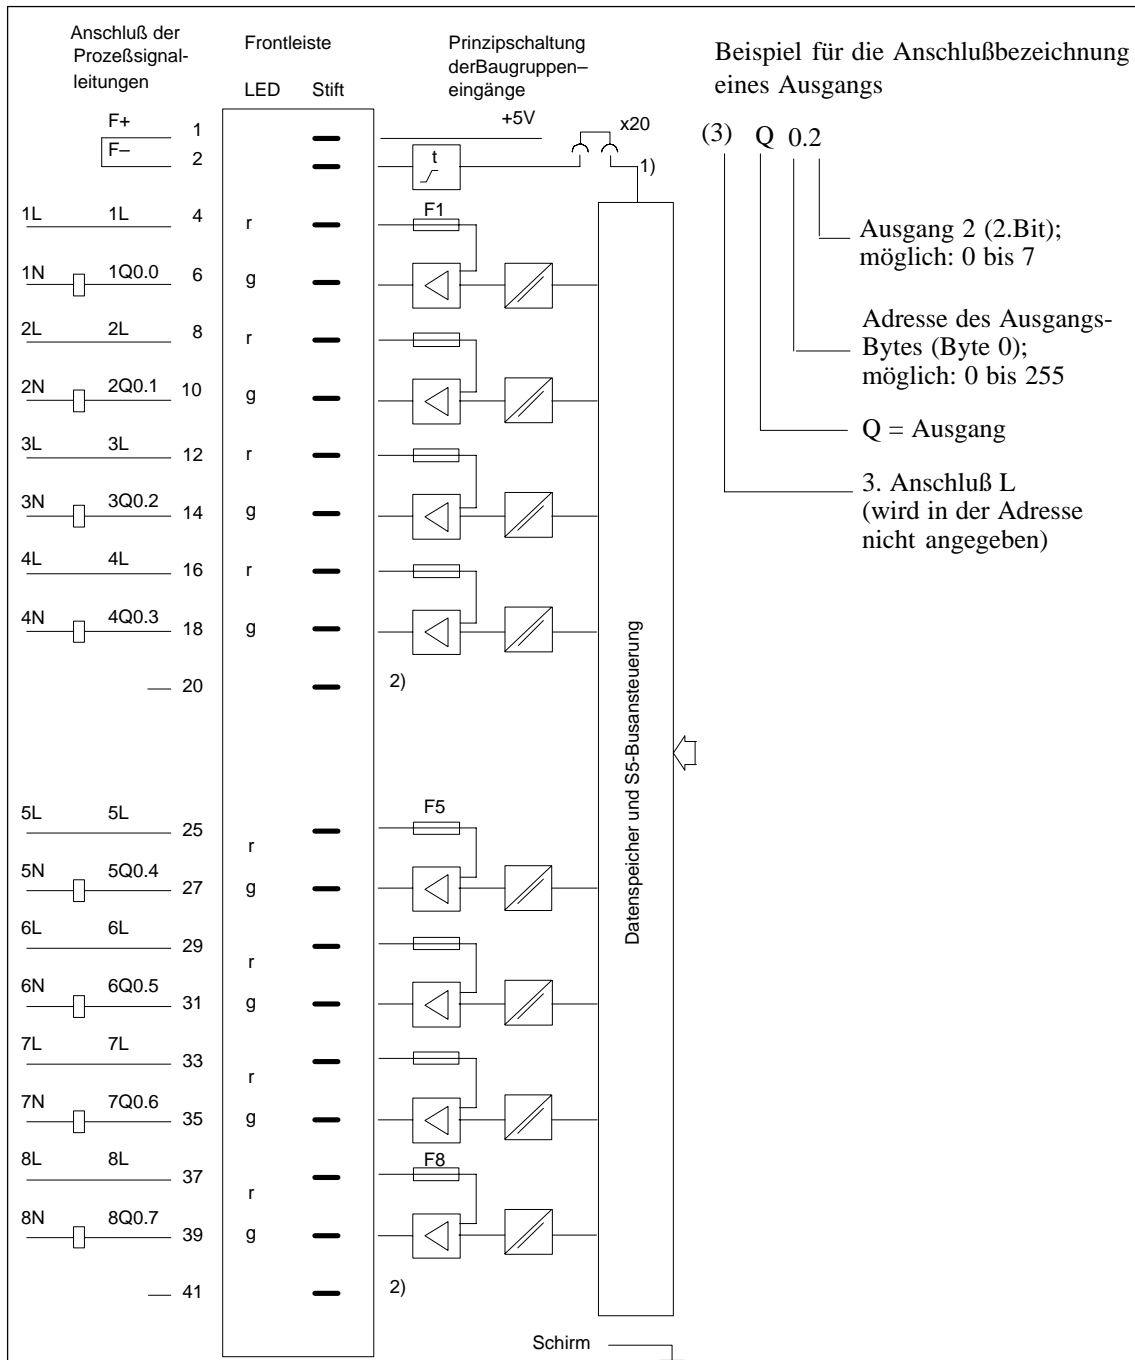 Anschluß der
Prozeßsignal-
leitungen
Frontleiste
LED Stift
Prinzipschaltung
derBaugruppen–
eingänge
Beispiel für die Anschlußbezeichnung
eines Ausgangs
(3) Q 0.2
Ausgang 2 (2.Bit);
möglich: 0 bis 7
Adresse des Ausgangs-
Bytes (Byte 0);
möglich: 0 bis 255
Q = Ausgang
3. Anschluß L
(wird in der Adresse
nicht angegeben)
F+ 1 +5V x20
F– 2 t 1)
1L 1L 4 r F1
1N 1Q0.0 6 g
2L 2L 8 r
2N 2Q0.1 10 g
3L 3L 12 r
3N 3Q0.2 14 g
4L 4L 16 r
4N 4Q0.3 18 g
20 2)
Datenspeicher und S5-Busansteuerung
5L 5L 25 F5
r
5N 5Q0.4 27 g
6L 6L 29
r
6N 6Q0.5 31 g
7L 7L 33
r
7N 7Q0.6 35 g
8L 8L 37 F8
r
8N 8Q0.7 39 g
41 2)
Schirm